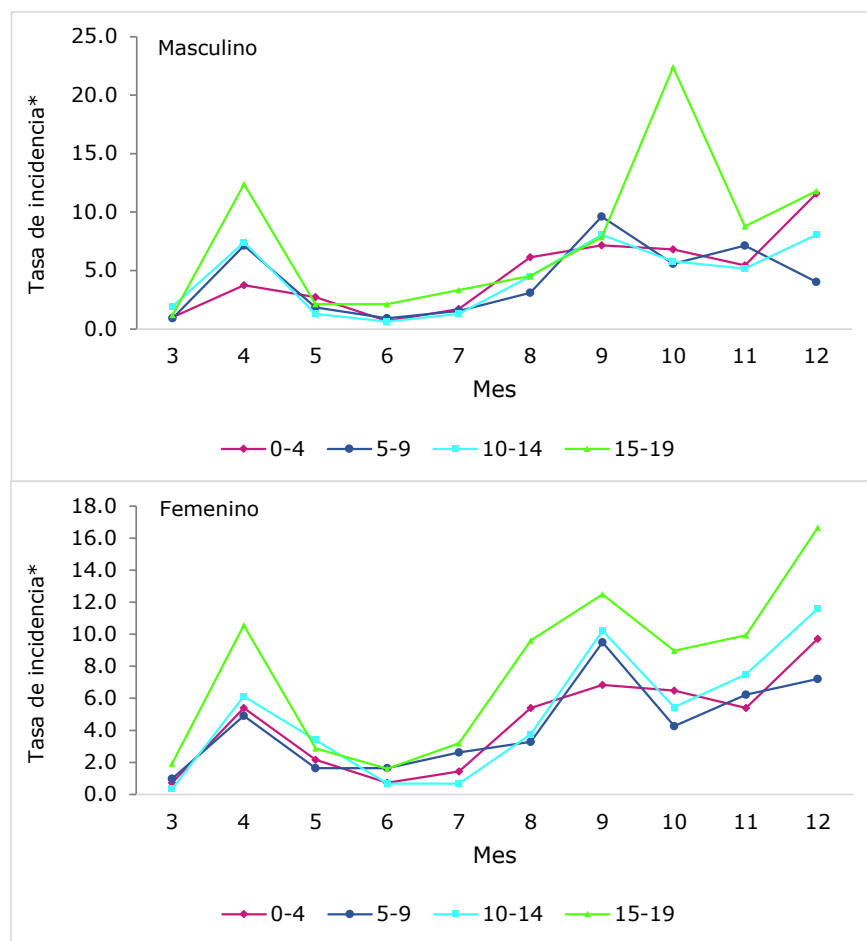 Masculino
Tasa de incidencia*
25.0
20.0
15.0
10.0
5.0
0.0
3 4 5 6 7 8 9 10 11 12
Mes
0-4 5-9 10-14 15-19
Femenino
Tasa de incidencia*
18.0
16.0
14.0
12.0
10.0
8.0
6.0
4.0
2.0
0.0
3 4 5 6 7 8 9 10 11 12
Mes
0-4 5-9 10-14 15-19